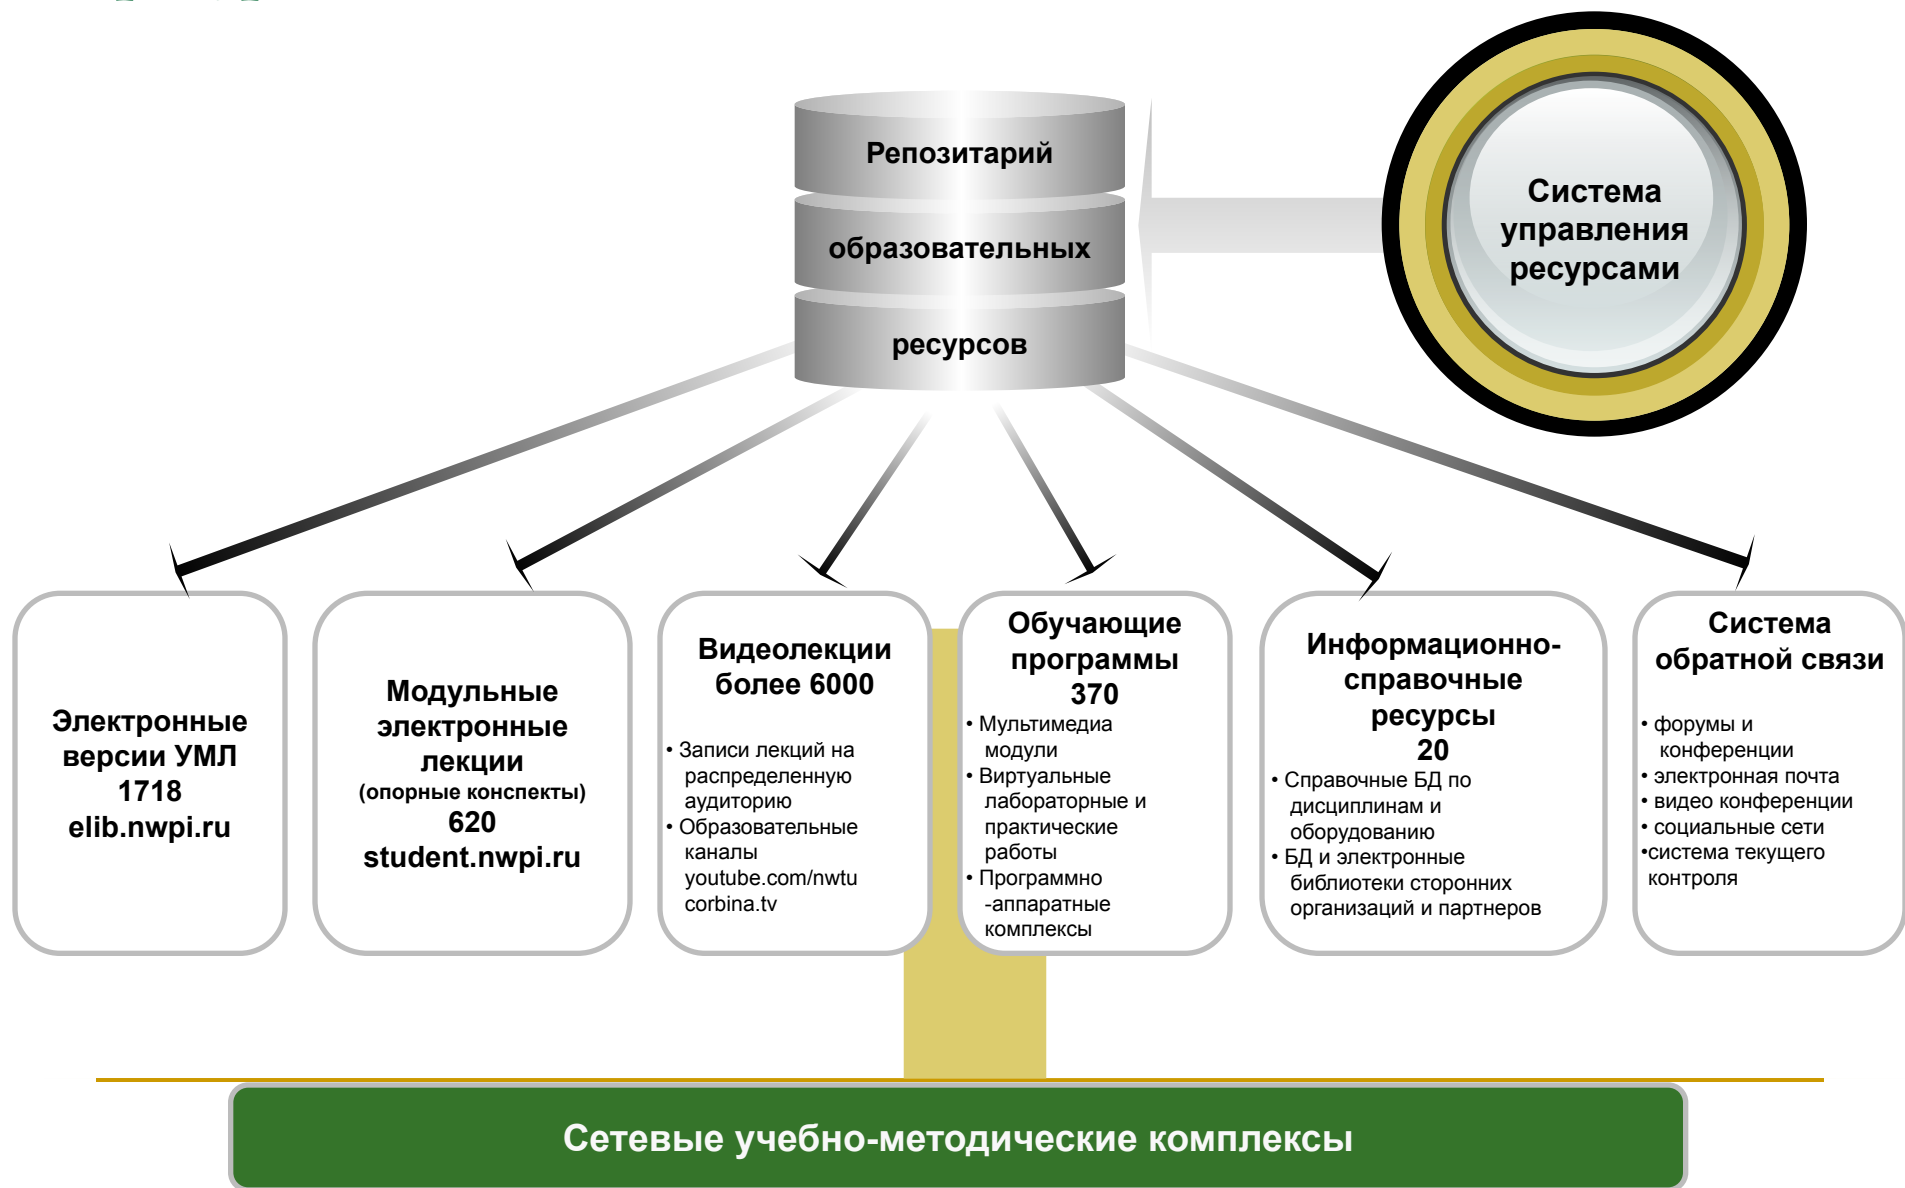 Репозитарий
образовательных
ресурсов
Система
управления
ресурсами
Электронные
версии УМЛ
1718
elib.nwpi.ru
Модульные
электронные
лекции
(опорные конспекты)
620
student.nwpi.ru
Видеолекции
более 6000
• Записи лекций на
распределенную
аудиторию
• Образовательные
каналы
youtube.com/nwtu
corbina.tv
Обучающие
программы
370
• Мультимедиа
модули
• Виртуальные
лабораторные и
практические
работы
• Программно
-аппаратные
комплексы
Информационно-
справочные
ресурсы
20
• Справочные БД по
дисциплинам и
оборудованию
• БД и электронные
библиотеки сторонних
организаций и партнеров
Система
обратной связи
• форумы и
конференции
• электронная почта
• видео конференции
• социальные сети
•система текущего
контроля
Сетевые учебно-методические комплексы